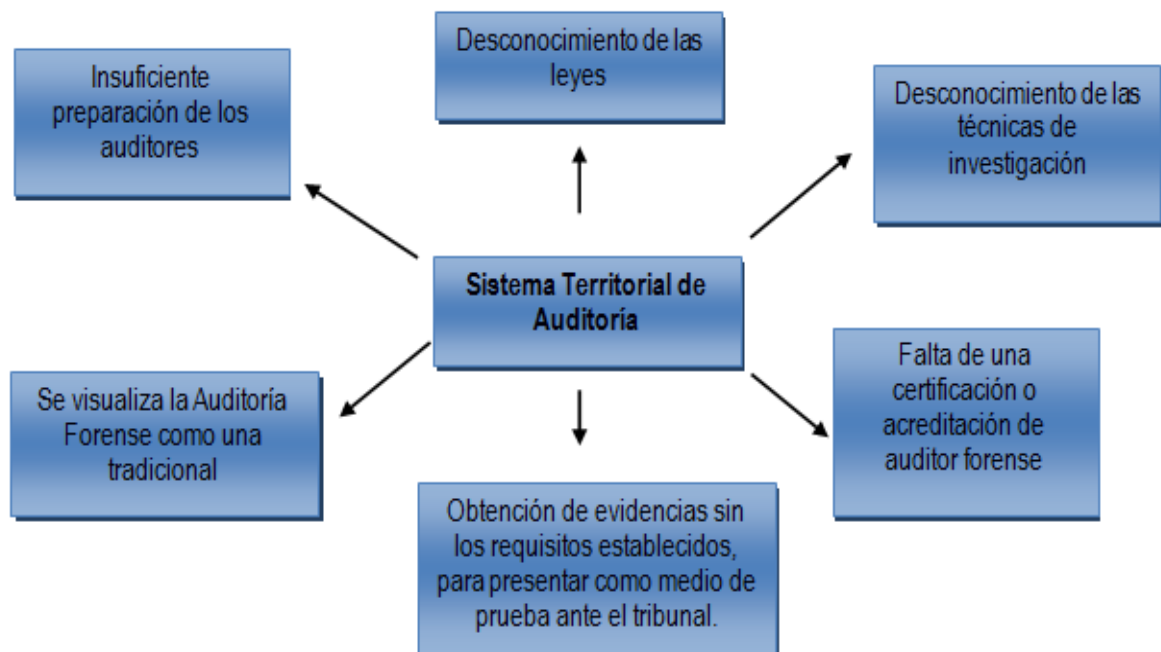 Desconocimiento de las
leyes
Insuficiente
preparación de los
auditores
Desconocimiento de las
técnicas de
investigación
Sistema Territorial de
Auditoría
Se visualiza la Auditoría
Forense como una
tradicional
Falta de una
certificación o
acreditación de
auditor forense
Obtención de evidencias sin
los requisitos establecidos,
para presentar como medio de
prueba ante el tribunal.